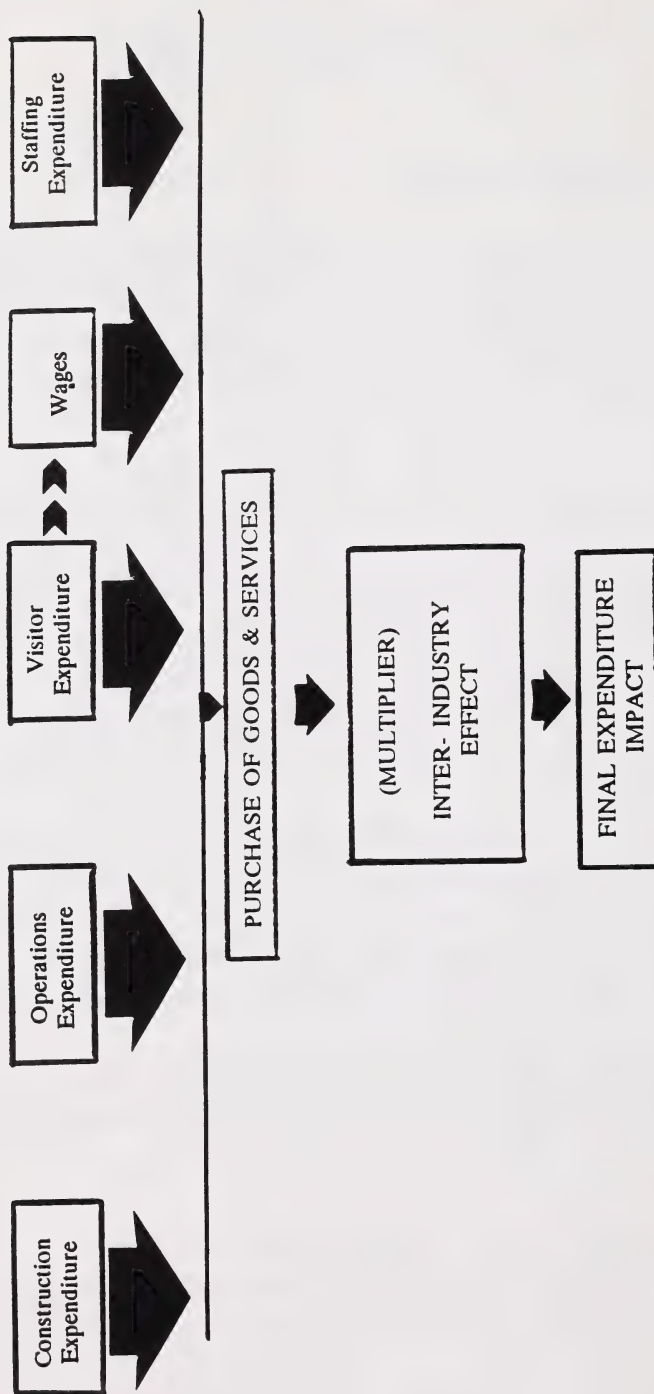 Construction
Expenditure
Operations
Expenditure
Visitor
Expenditure
Wages
Staffing
Expenditure
PURCHASE OF GOODS & SERVICES
(MULTIPLIER)
INTER- INDUSTRY
EFFECT
FINAL EXPENDITURE
IMPACT